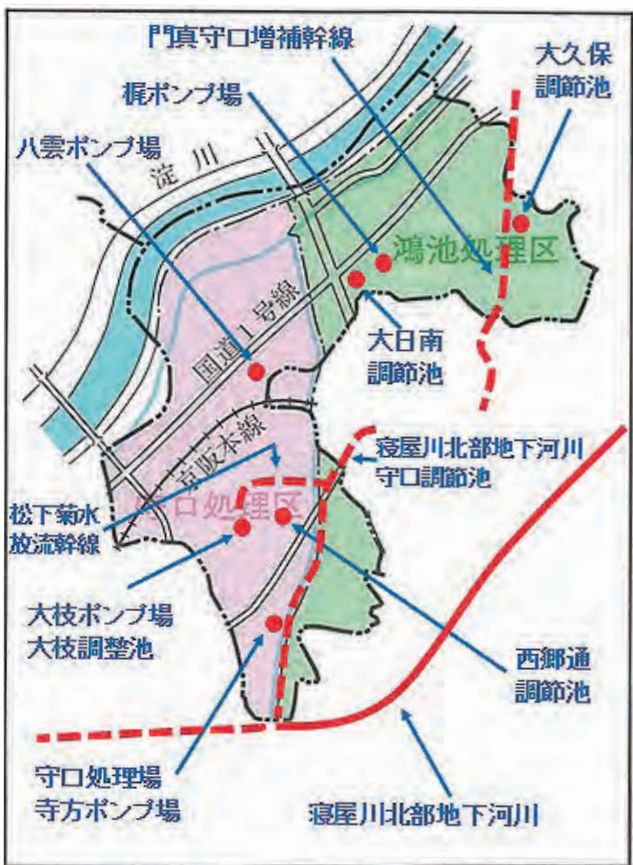 門真守口増補幹線
大久保
調節池
梶ポンプ場
八雲ポンプ場
淀川
鴻池処理区
国道1号線
大日南
調節池
京阪本線
寝屋川北部地下河川
守口調節池
守口処理区
松下菊水
放流幹線
大枝ポンプ場
大枝調整池
西郷通
調節池
守口処理場
寺方ポンプ場
寝屋川北部地下河川